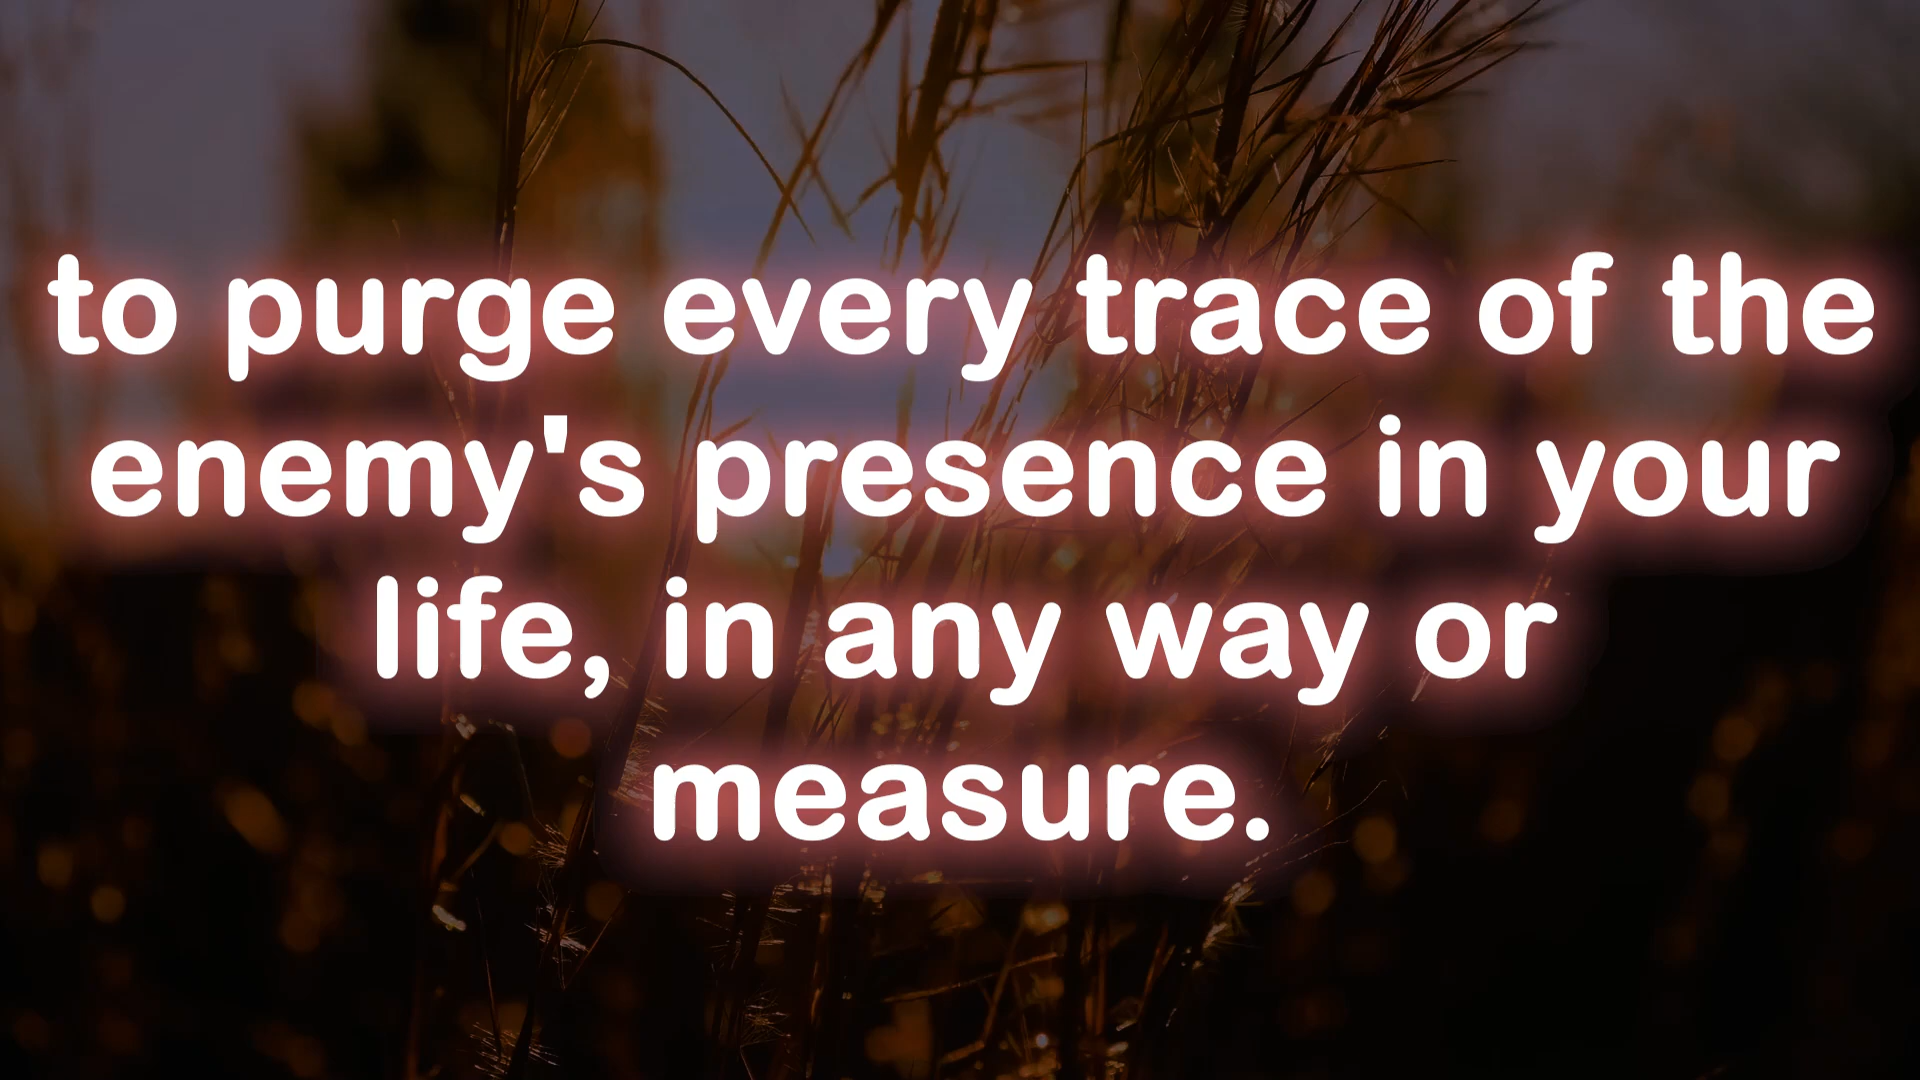 to purge every trace of the
enemy's presence in your
life, in any way or
measure.